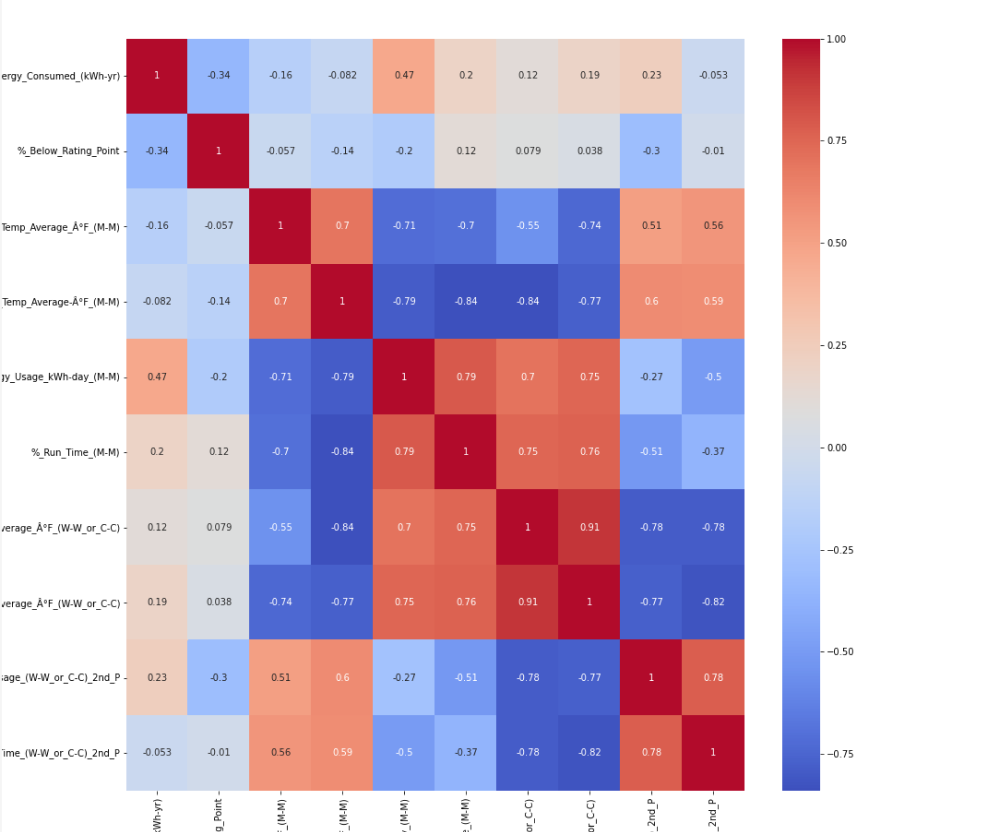 ergy_Consumed_(kWh-yr) 1 -0.34 -0.16 -0.082 0.47 0.2 0.12 0.19 0.23 -0.053
%_Below_Rating_Point -0.34 1 -0.057 -0.14 -0.2 0.12 0.079 0.038 -0.3 -0.01
Temp_Average_Â°F_(M-M) -0.16 -0.057 1 0.7 -0.71 -0.7 -0.55 -0.74 0.51 0.56
Temp_Average-Â°F_(M-M) -0.082 -0.14 0.7 1 -0.79 -0.84 -0.84 -0.77 0.6 0.59
gy_Usage_kWh-day_(M-M) 0.47 -0.2 -0.71 -0.79 1 0.79 0.7 0.75 -0.27 -0.5
%_Run_Time_(M-M) 0.2 0.12 -0.7 -0.84 0.79 1 0.75 0.76 -0.51 -0.37
verage_Â°F_(W-W_or_C-C) 0.12 0.079 -0.55 -0.84 0.7 0.75 1 0.91 -0.78 -0.78
verage_Â°F_(W-W_or_C-C) 0.19 0.038 -0.74 -0.77 0.75 0.76 0.91 1 -0.77 -0.82
sage_(W-W_or_C-C)_2nd_P 0.23 -0.3 0.51 0.6 -0.27 -0.51 -0.78 -0.77 1 0.78
ime_(W-W_or_C-C)_2nd_P -0.053 -0.01 0.56 0.59 -0.5 -0.37 -0.78 -0.82 0.78 1
kWh-yr)
g_Point
_(M-M)
_(M-M)
_(M-M)
_(M-M)
or_C-C)
or_C-C)
_2nd_P
_2nd_P
1.00
0.75
0.50
0.25
0.00
−0.25
−0.50
−0.75